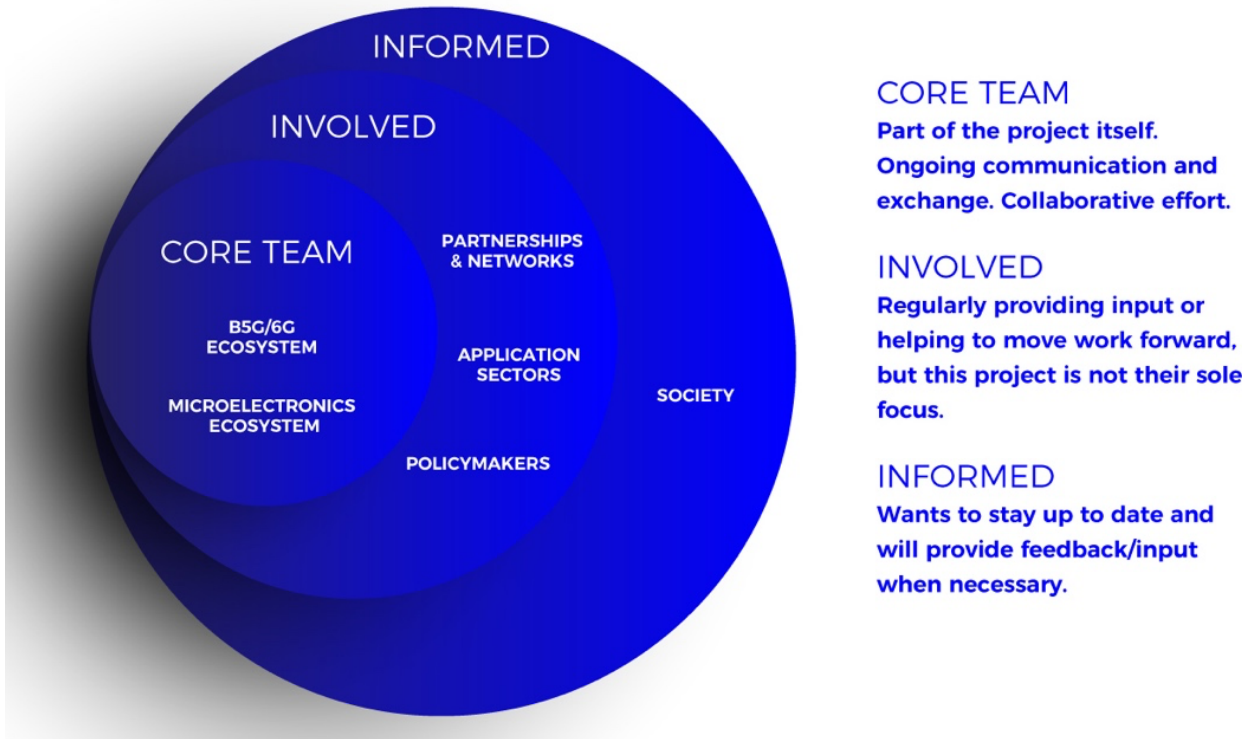 INFORMED
INVOLVED
CORE TEAM
B5G/6G
ECOSYSTEM
MICROELECTRONICS
ECOSYSTEM
PARTNERSHIPS
& NETWORKS
APPLICATION
SECTORS
POLICYMAKERS
SOCIETY
CORE TEAM
Part of the project itself.
Ongoing communication and
exchange. Collaborative effort.
INVOLVED
Regularly providing input or
helping to move work forward,
but this project is not their sole
focus.
INFORMED
Wants to stay up to date and
will provide feedback/input
when necessary.